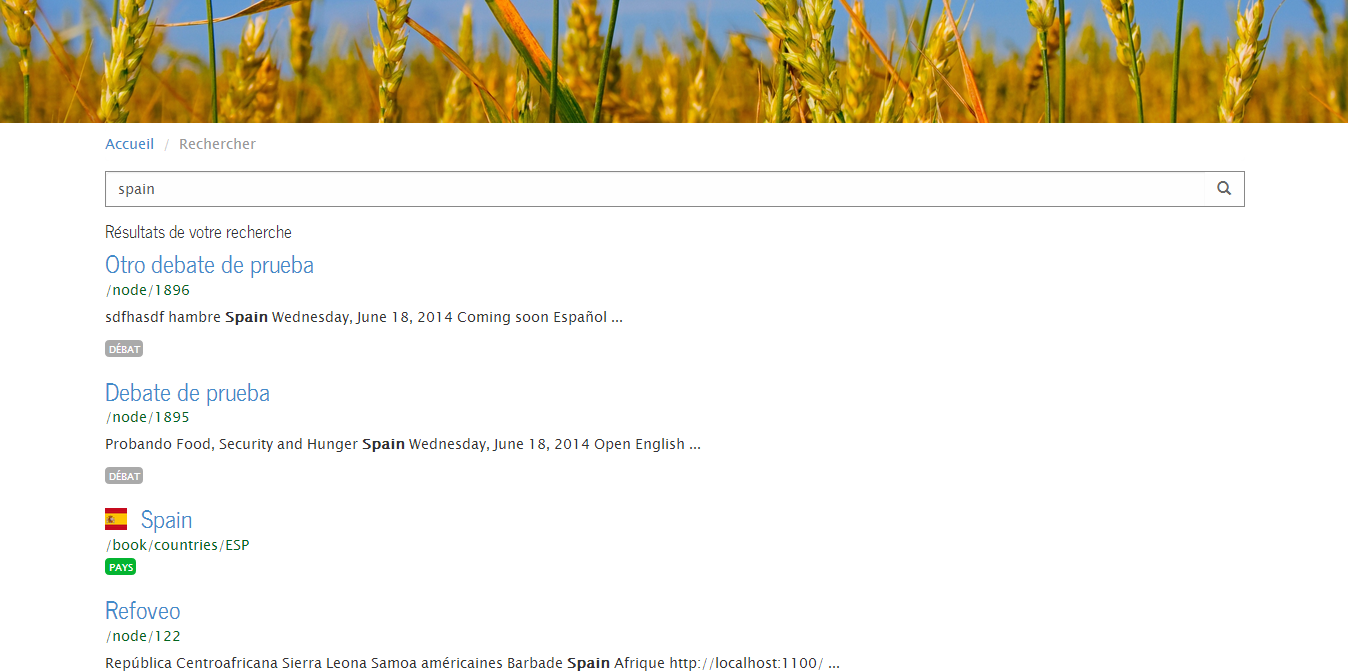 Accueil / Rechercher
spain
Résultats de votre recherche
Otro debate de prueba
/node/1896
sdfhasdf hambre Spain Wednesday, June 18, 2014 Coming soon Español ...
DÉBAT
Debate de prueba
/node/1895
Probando Food, Security and Hunger Spain Wednesday, June 18, 2014 Open English ...
DÉBAT
Spain
/book/countries/ESP
PAYS
Refoveo
/node/122
República Centroafricana Sierra Leona Samoa américaines Barbade Spain Afrique http://localhost:1100/ ...